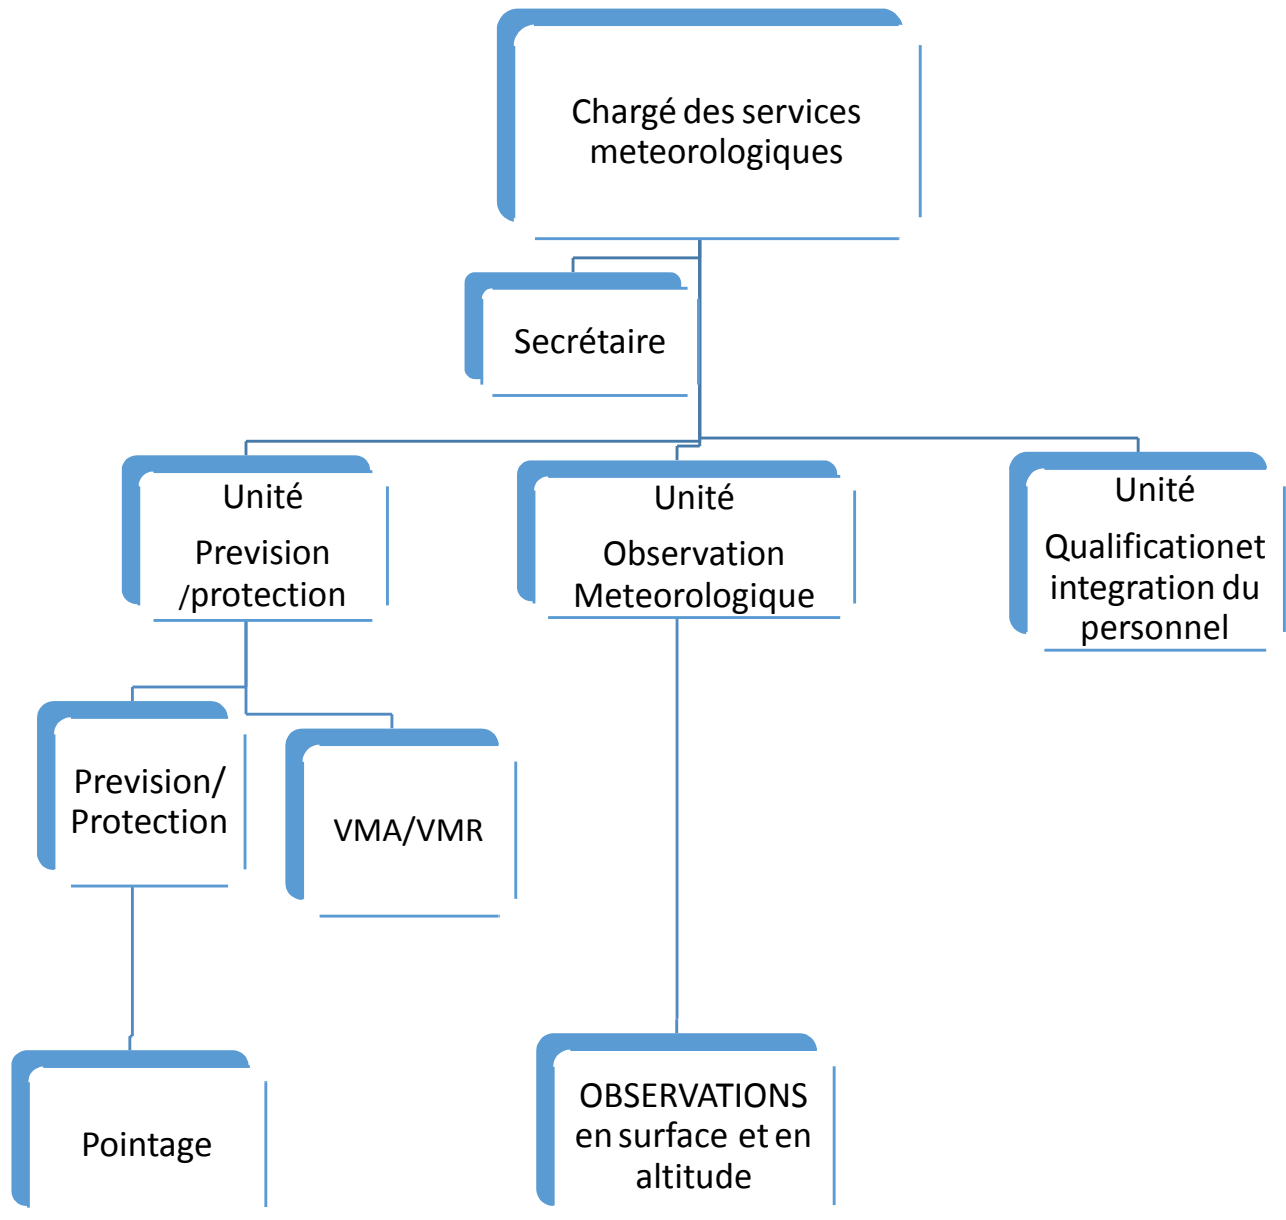 Chargé des services
meteorologiques
Secrétaire
Unité
Prevision
/protection
Unité
Observation
Meteorologique
Unité
Qualificationet
integration du
personnel
Prevision/
Protection
VMA/VMR
Pointage
OBSERVATIONS
en surface et en
altitude